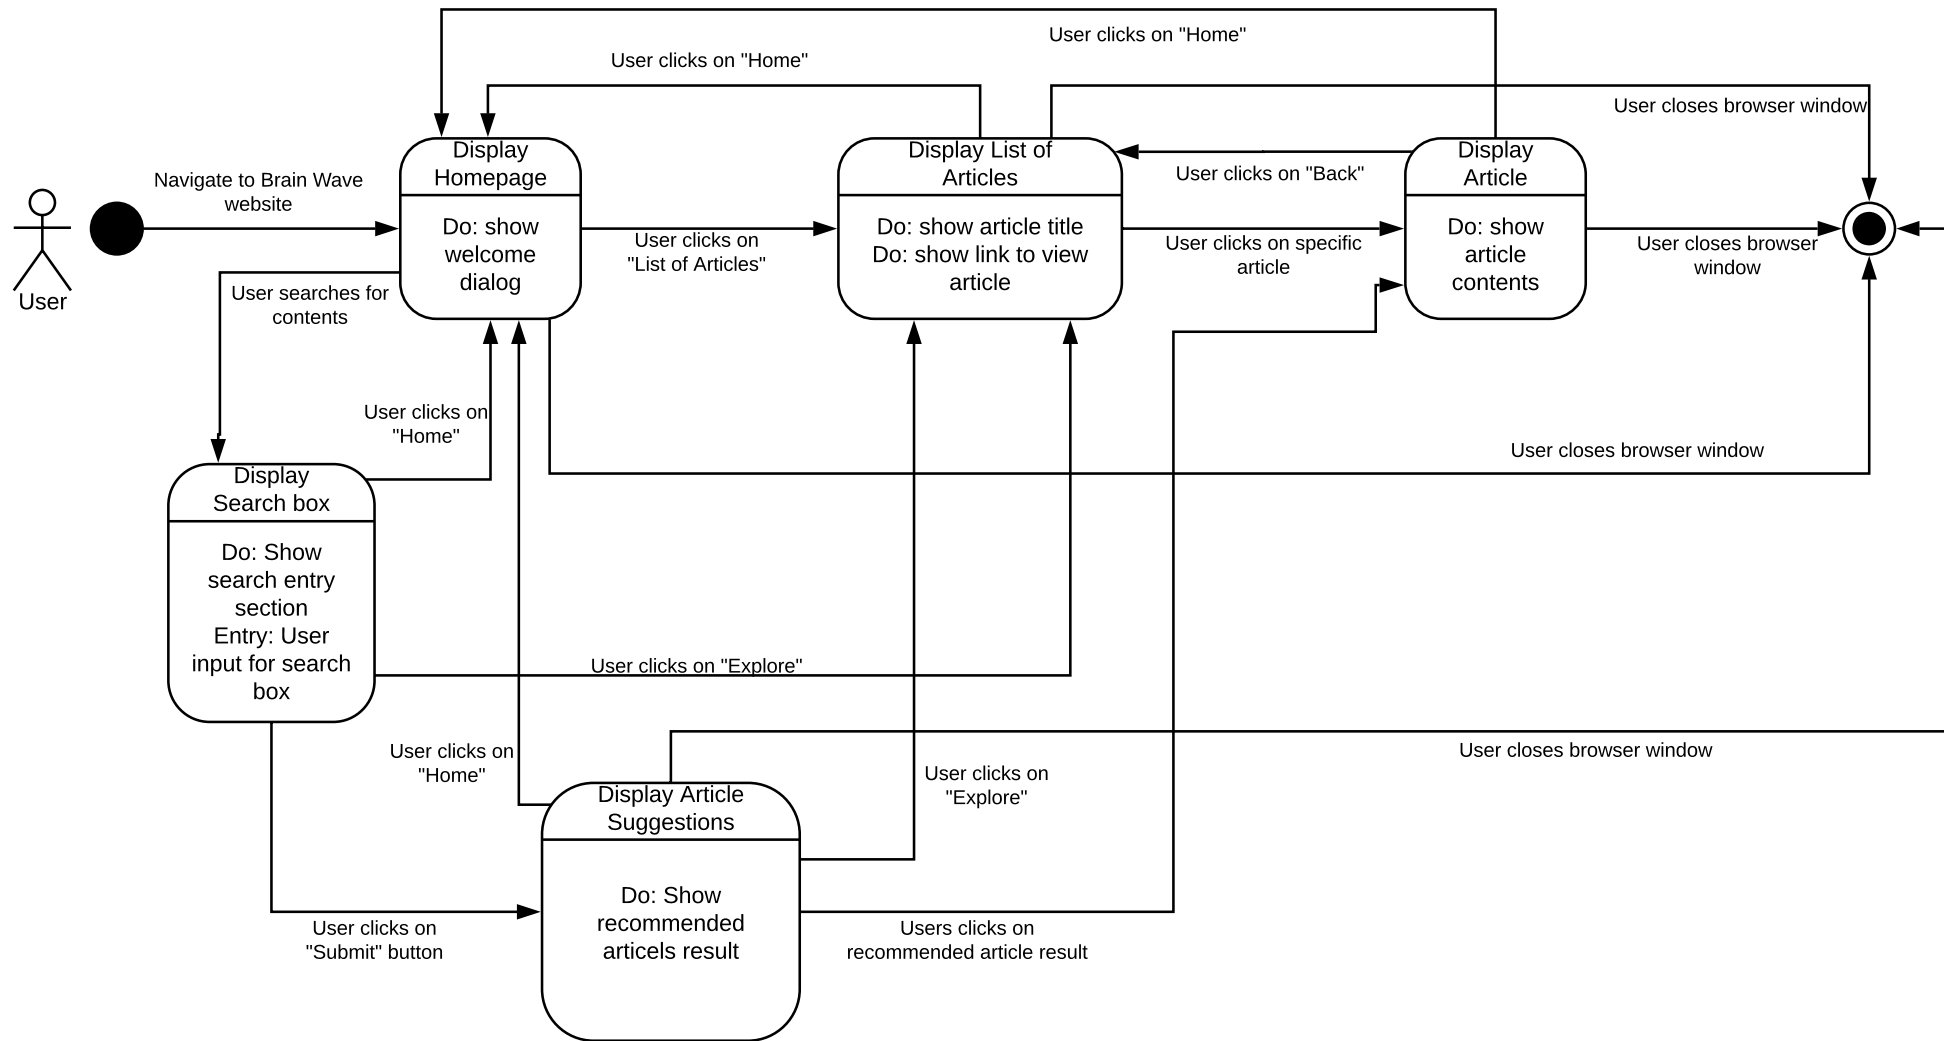 User clicks on "Home"
User clicks on "Home"
User closes browser window
Navigate to Brain Wave
website
User
Display
Homepage
Do: show
welcome
dialog
User clicks on
"List of Articles"
Display List of
Articles
Do: show article title
Do: show link to view
article
User clicks on "Back"
User clicks on specific
article
Display
Article
Do: show
article
contents
User closes browser
window
User searches for
contents
User clicks on
"Home"
User closes browser window
Display
Search box
Do: Show
search entry
section
Entry: User
input for search
box
User clicks on "Explore"
User clicks on
"Home"
User closes browser window
User clicks on
"Explore"
Display Article
Suggestions
Do: Show
recommended
articels result
User clicks on
"Submit" button
Users clicks on
recommended article result